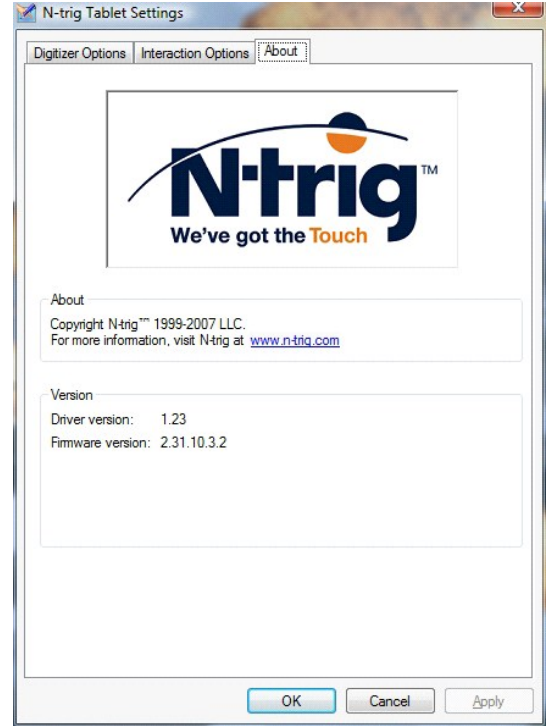 N-trig Tablet Settings
Digitizer Options Interaction Options About
N-trig™
We've got the Touch
About
Copyright N-trig™ 1999-2007 LLC.
For more information, visit N-trig at www.n-trig.com
Version
Driver version: 1.23
Firmware version: 2.31.10.3.2
OK Cancel Apply